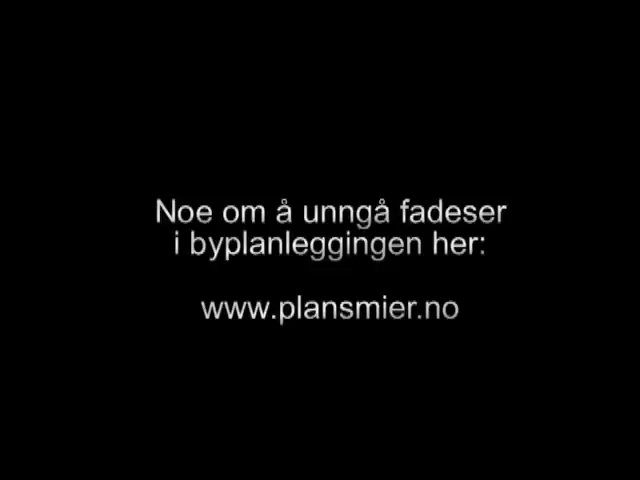 Noe om å unngå fadeser
i byplanleggingen her:
www.plansmier.no